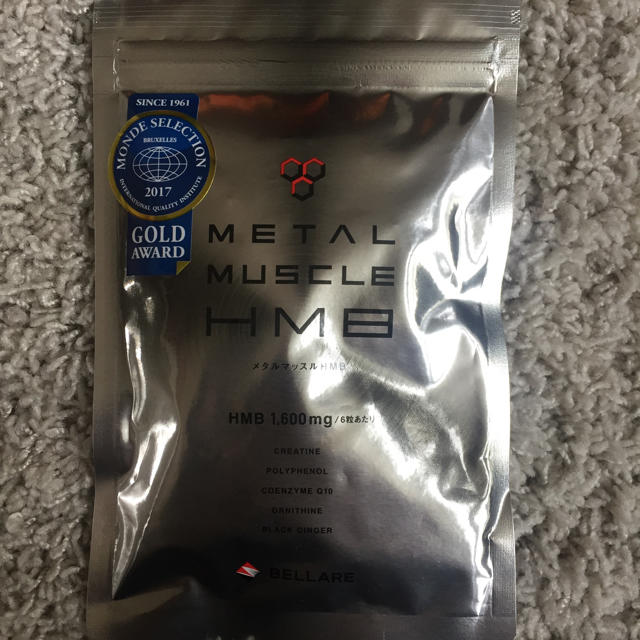 SINCE 1961
MONDE SELECTION
BRUXELLES
2017
INTERNATIONAL QUALITY INSTITUTE
GOLD
AWARD
METAL
MUSCLE
HMB
メタルマッスルHMB
HMB 1,600mg/6粒あたり
CREATINE
POLYPHENOL
COENZYME Q10
ORNITHINE
BLACK GINGER
BELLARE